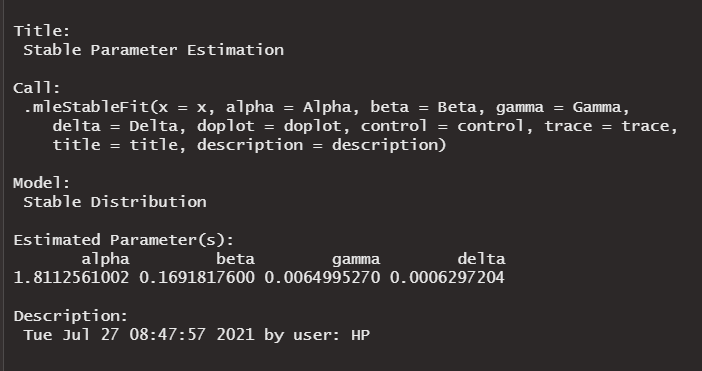 Title:
Stable Parameter Estimation
Call:
.mleStableFit(x = x, alpha = Alpha, beta = Beta, gamma = Gamma,
delta = Delta, doplot = doplot, control = control, trace = trace,
title = title, description = description)
Model:
Stable Distribution
Estimated Parameter(s):
alpha beta gamma delta
1.8112561002 0.1691817600 0.0064995270 0.0006297204
Description:
Tue Jul 27 08:47:57 2021 by user: HP